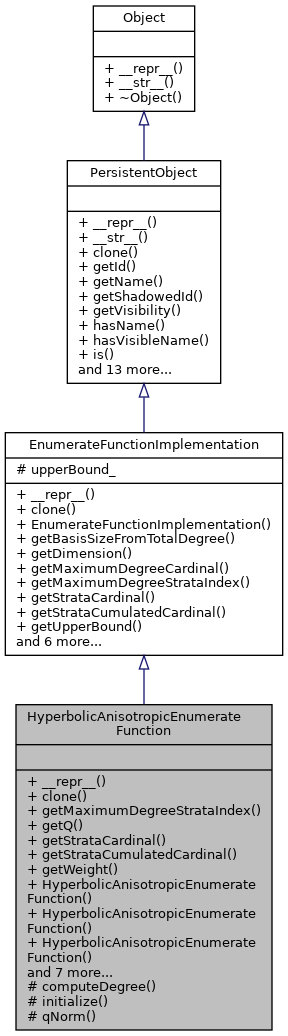 Object
+ __repr__()
+ __str__()
+ ~Object()
PersistentObject
+ __repr__()
+ __str__()
+ clone()
+ getId()
+ getName()
+ getShadowedId()
+ getVisibility()
+ hasName()
+ hasVisibleName()
+ is()
and 13 more...
EnumerateFunctionImplementation
# upperBound_
+ __repr__()
+ clone()
+ EnumerateFunctionImplementation()
+ getBasisSizeFromTotalDegree()
+ getDimension()
+ getMaximumDegreeCardinal()
+ getMaximumDegreeStrataIndex()
+ getStrataCardinal()
+ getStrataCumulatedCardinal()
+ getUpperBound()
and 6 more...
HyperbolicAnisotropicEnumerate
Function
+ __repr__()
+ clone()
+ getMaximumDegreeStrataIndex()
+ getQ()
+ getStrataCardinal()
+ getStrataCumulatedCardinal()
+ getWeight()
+ HyperbolicAnisotropicEnumerate
Function()
+ HyperbolicAnisotropicEnumerate
Function()
+ HyperbolicAnisotropicEnumerate
Function()
and 7 more...
# computeDegree()
# initialize()
# qNorm()